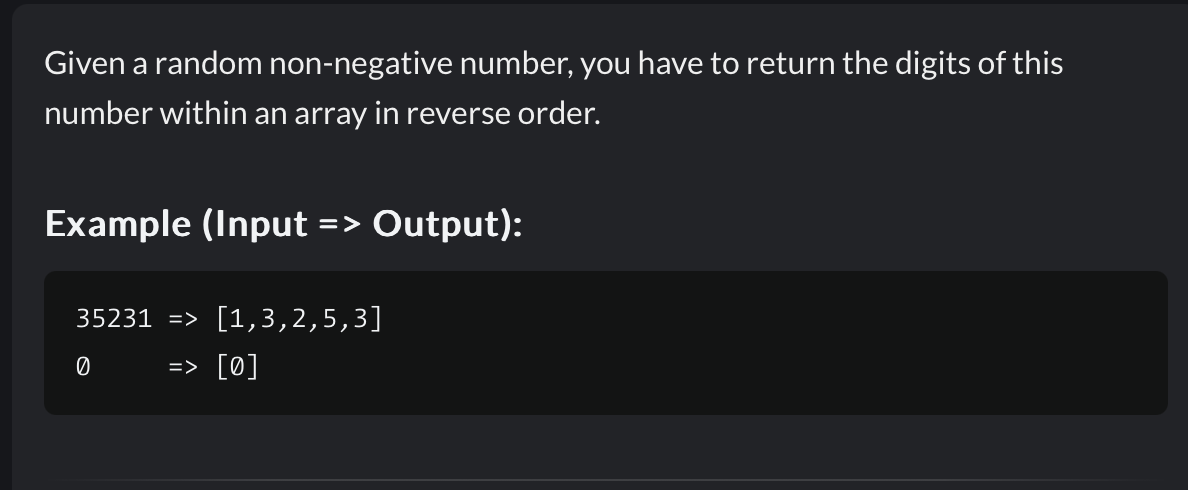 Given a random non-negative number, you have to return the digits of this
number within an array in reverse order.
Example (Input => Output):
35231 => [1,3,2,5,3]
0     => [0]